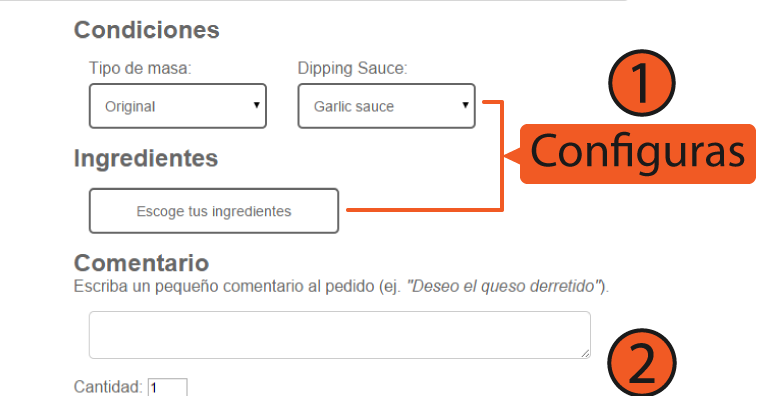 Condiciones
Tipo de masa: Dipping Sauce:
Original Garlic sauce
1
Configuras
Ingredientes
Escoge tus ingredientes
Comentario
Escriba un pequeño comentario al pedido (ej. "Deseo el queso derretido").
2
Cantidad: 1